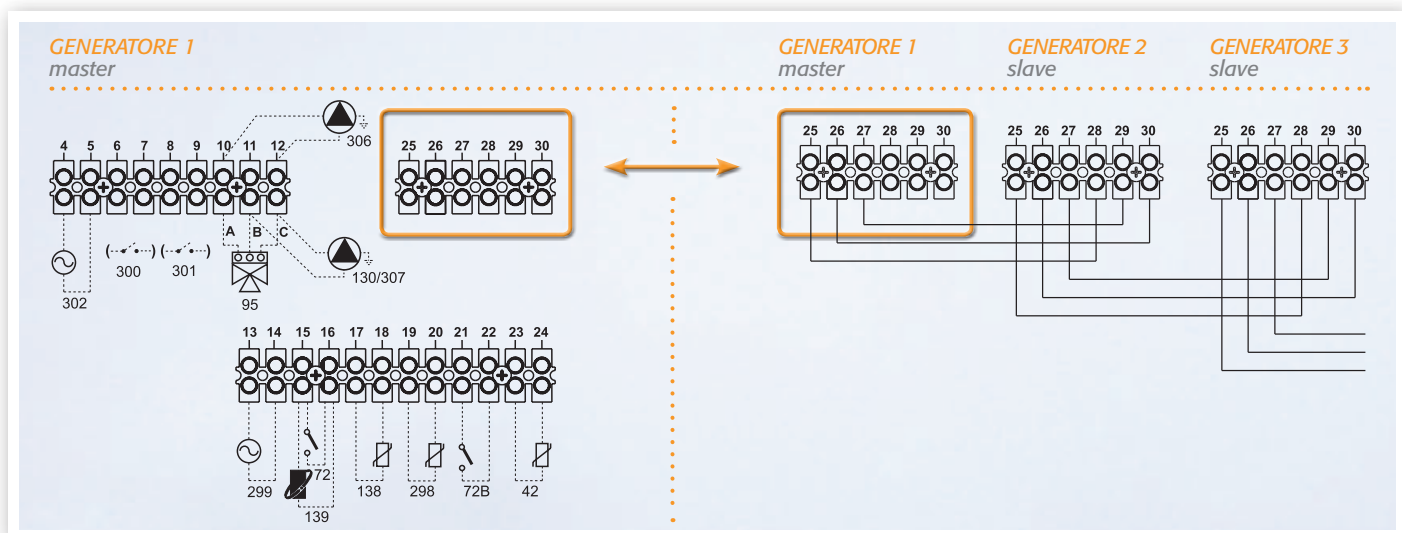 GENERATORE 1
master
GENERATORE 1
master
GENERATORE 2
slave
GENERATORE 3
slave
306
4 5 6 7 8 9 10 11 12
25 26 27 28 29 30
25 26 27 28 29 30
25 26 27 28 29 30
25 26 27 28 29 30
A B C
300 301
130/307
302
95
13 14 15 16 17 18 19 20 21 22 23 24
72
299 138 298 72B 42
139